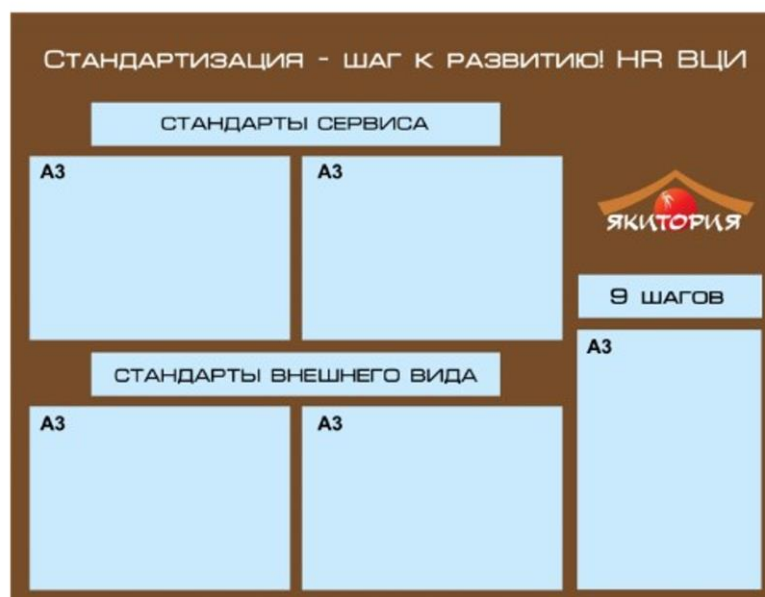 Стандартизация - шаг к развитию! HR ВЦИ
СТАНДАРТЫ СЕРВИСА
А3
А3
ЯКИТОРИЯ
9 ШАГОВ
А3
СТАНДАРТЫ ВНЕШНЕГО ВИДА
А3
А3